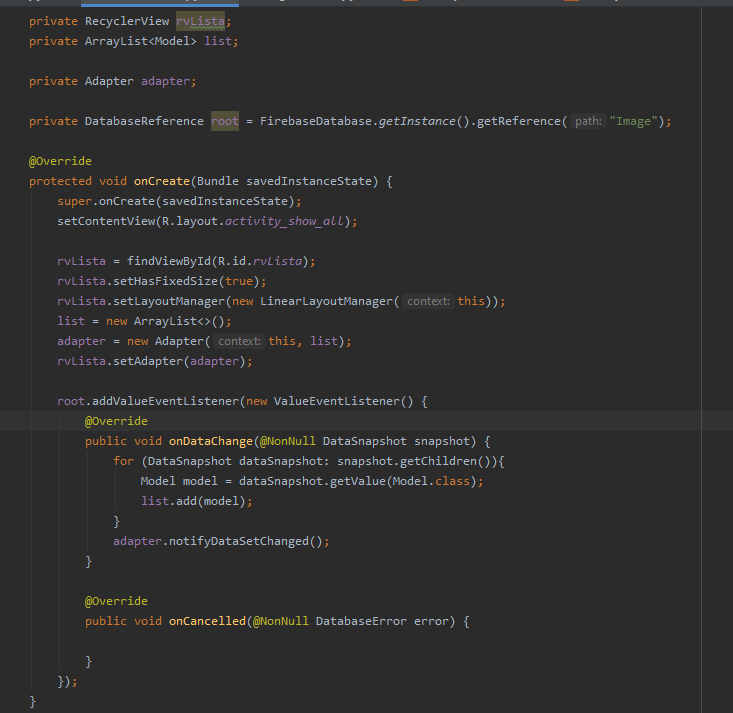 private RecyclerView rvLista;
private ArrayList<Model> list;
private Adapter adapter;
private DatabaseReference root = FirebaseDatabase.getInstance().getReference( path: "Image");
@Override
protected void onCreate(Bundle savedInstanceState) {
super.onCreate(savedInstanceState);
setContentView(R.layout.activity_show_all);
rvLista = findViewById(R.id.rvLista);
rvLista.setHasFixedSize(true);
rvLista.setLayoutManager(new LinearLayoutManager( context: this));
list = new ArrayList<>();
adapter = new Adapter( context: this, list);
rvLista.setAdapter(adapter);
root.addValueEventListener(new ValueEventListener() {
@Override
public void onDataChange(@NonNull DataSnapshot snapshot) {
for (DataSnapshot dataSnapshot: snapshot.getChildren()){
Model model = dataSnapshot.getValue(Model.class);
list.add(model);
}
adapter.notifyDataSetChanged();
}
@Override
public void onCancelled(@NonNull DatabaseError error) {
}
});
}